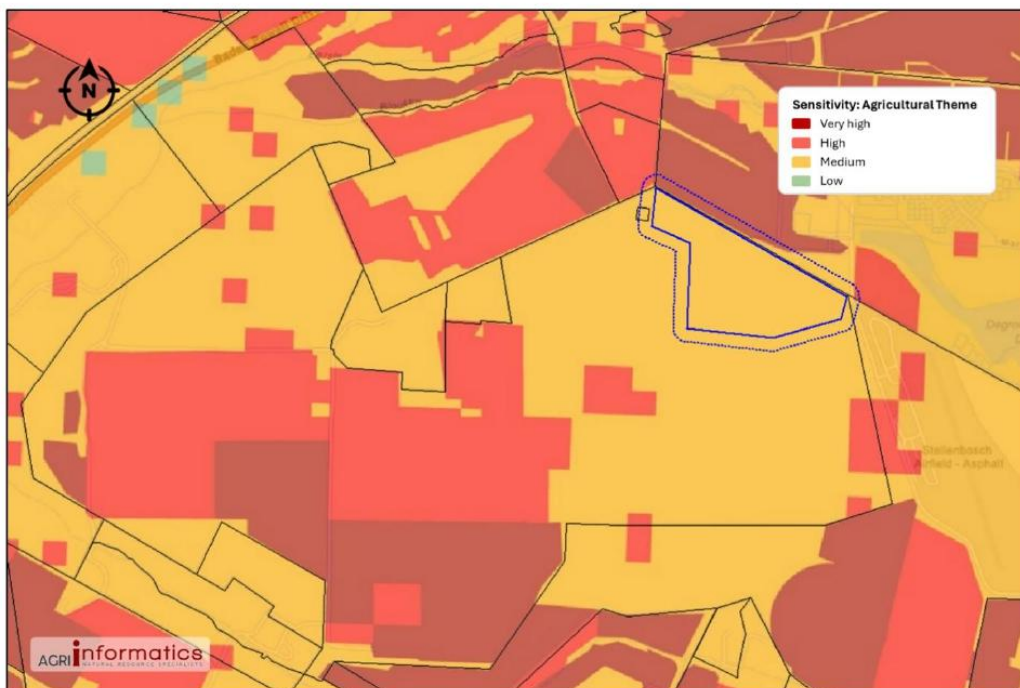 N
Sensitivity: Agricultural Theme
Very high
High
Medium
Low
Stellenbosch
Airfield - Asphalt
AGRI informatics
NATURAL RESOURCE SPECIALISTS